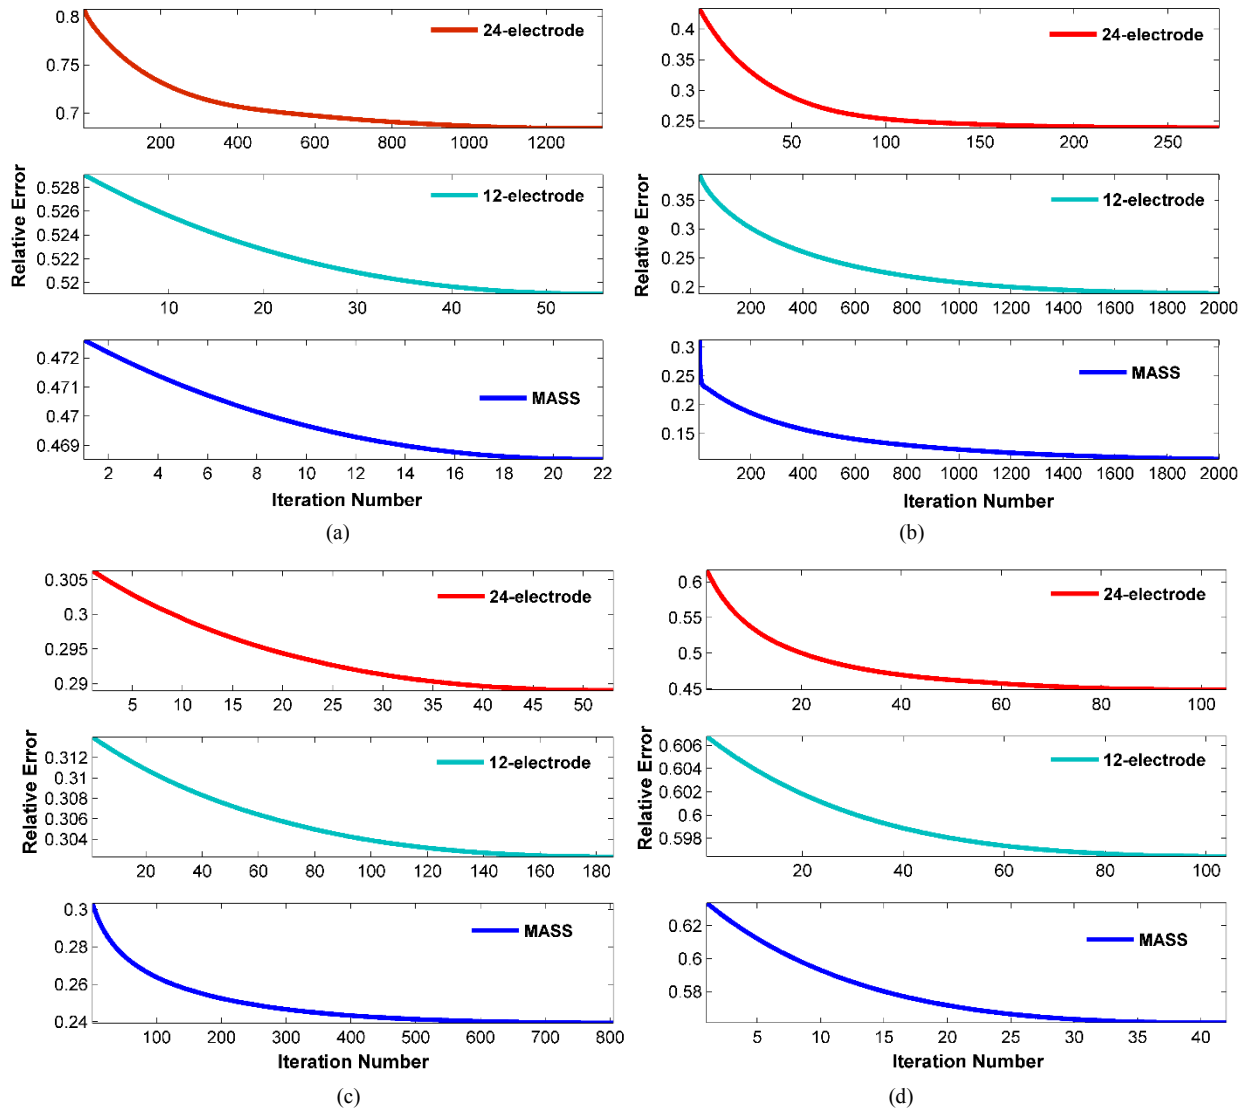 0.8
0.75
0.7
24-electrode
200 400 600 800 1000 1200
0.528
0.526
0.524
0.522
0.52
12-electrode
10 20 30 40 50
Relative Error
0.472
0.471
0.47
0.469
MASS
2 4 6 8 10 12 14 16 18 20 22
Iteration Number
(a)
0.4
0.35
0.3
0.25
24-electrode
50 100 150 200 250
0.35
0.3
0.25
0.2
12-electrode
200 400 600 800 1000 1200 1400 1600 1800 2000
Relative Error
0.3
0.25
0.2
0.15
MASS
200 400 600 800 1000 1200 1400 1600 1800 2000
Iteration Number
(b)
0.305
0.3
0.295
0.29
24-electrode
5 10 15 20 25 30 35 40 45 50
0.312
0.31
0.308
0.306
0.304
12-electrode
20 40 60 80 100 120 140 160 180
Relative Error
0.3
0.28
0.26
0.24
MASS
100 200 300 400 500 600 700 800
Iteration Number
(c)
0.6
0.55
0.5
0.45
24-electrode
20 40 60 80 100
0.606
0.604
0.602
0.6
0.598
12-electrode
20 40 60 80 100
Relative Error
0.62
0.6
0.58
MASS
5 10 15 20 25 30 35 40
Iteration Number
(d)